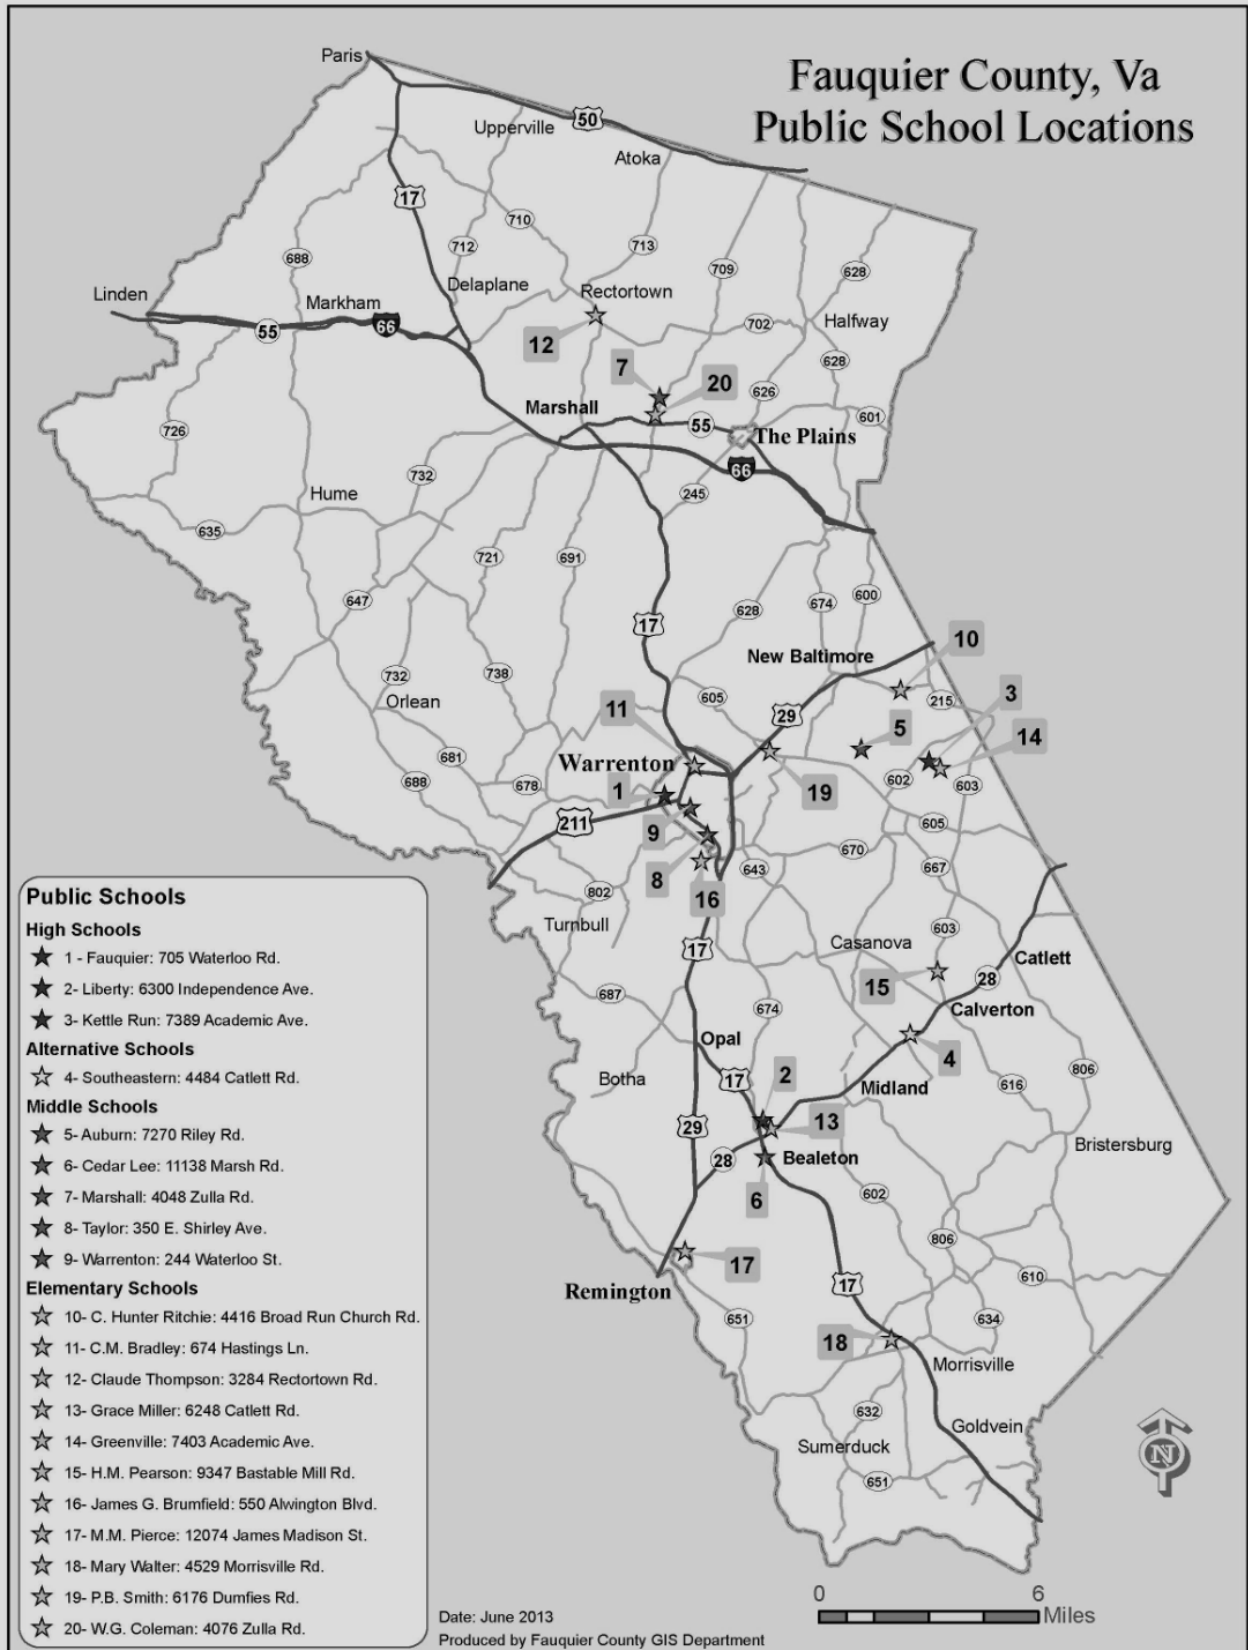 Fauquier County, Va
Public School Locations
Paris
50
Upperville
Atoka
17
710
712
713
688
709
628
Delaplane
Rectortown
Linden
Markham
55
66
702
Halfway
12
7
20
628
626
Marshall
601
55
The Plains
726
66
732
245
Hume
635
721
691
647
628
674
600
17
10
New Baltimore
732
738
605
215
3
Orlean
11
29
5
14
681
Warrenton
688
678
1
19
602
603
211
9
605
670
667
8
643
16
802
Turnbull
603
Casanova
17
Catlett
15
28
687
674
Calverton
Opal
4
2
806
Botha
17
Midland
616
29
13
Bristersburg
28
Bealeton
6
602
806
17
610
Remington
17
651
634
18
Morrisville
632
Goldvein
Sumerduck
651
N
Public Schools
High Schools
1 - Fauquier: 705 Waterloo Rd.
2- Liberty: 6300 Independence Ave.
3- Kettle Run: 7389 Academic Ave.
Alternative Schools
4- Southeastern: 4484 Catlett Rd.
Middle Schools
5- Auburn: 7270 Riley Rd.
6- Cedar Lee: 11138 Marsh Rd.
7- Marshall: 4048 Zulla Rd.
8- Taylor: 350 E. Shirley Ave.
9- Warrenton: 244 Waterloo St.
Elementary Schools
10- C. Hunter Ritchie: 4416 Broad Run Church Rd.
11- C.M. Bradley: 674 Hastings Ln.
12- Claude Thompson: 3284 Rectortown Rd.
13- Grace Miller: 6248 Catlett Rd.
14- Greenville: 7403 Academic Ave.
15- H.M. Pearson: 9347 Bastable Mill Rd.
16- James G. Brumfield: 550 Alwington Blvd.
17- M.M. Pierce: 12074 James Madison St.
18- Mary Walter: 4529 Morrisville Rd.
19- P.B. Smith: 6176 Dumfies Rd.
20- W.G. Coleman: 4076 Zulla Rd.
Date: June 2013
Produced by Fauquier County GIS Department
0 6
Miles